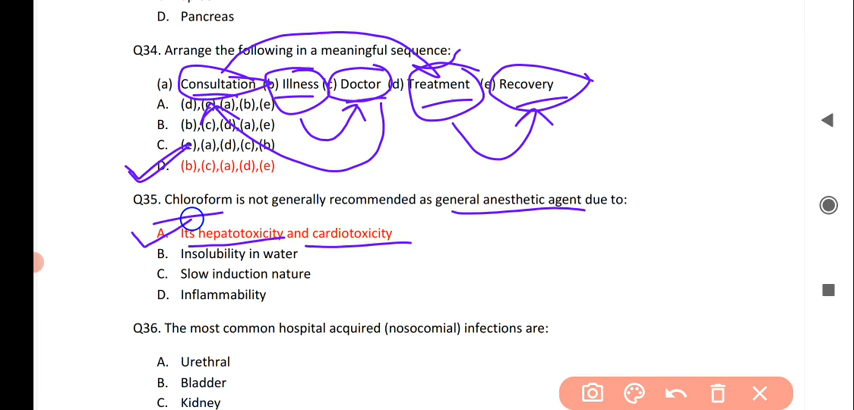 D. Pancreas
Q34. Arrange the following in a meaningful sequence:
(a) Consultation (b) Illness (c) Doctor (d) Treatment (e) Recovery
A. (d),(c),(a),(b),(e)
B. (b),(c),(d),(a),(e)
C. (e),(a),(d),(c),(b)
D. (b),(c),(a),(d),(e)
Q35. Chloroform is not generally recommended as general anesthetic agent due to:
A. Its hepatotoxicity and cardiotoxicity
B. Insolubility in water
C. Slow induction nature
D. Inflammability
Q36. The most common hospital acquired (nosocomial) infections are:
A. Urethral
B. Bladder
C. Kidney